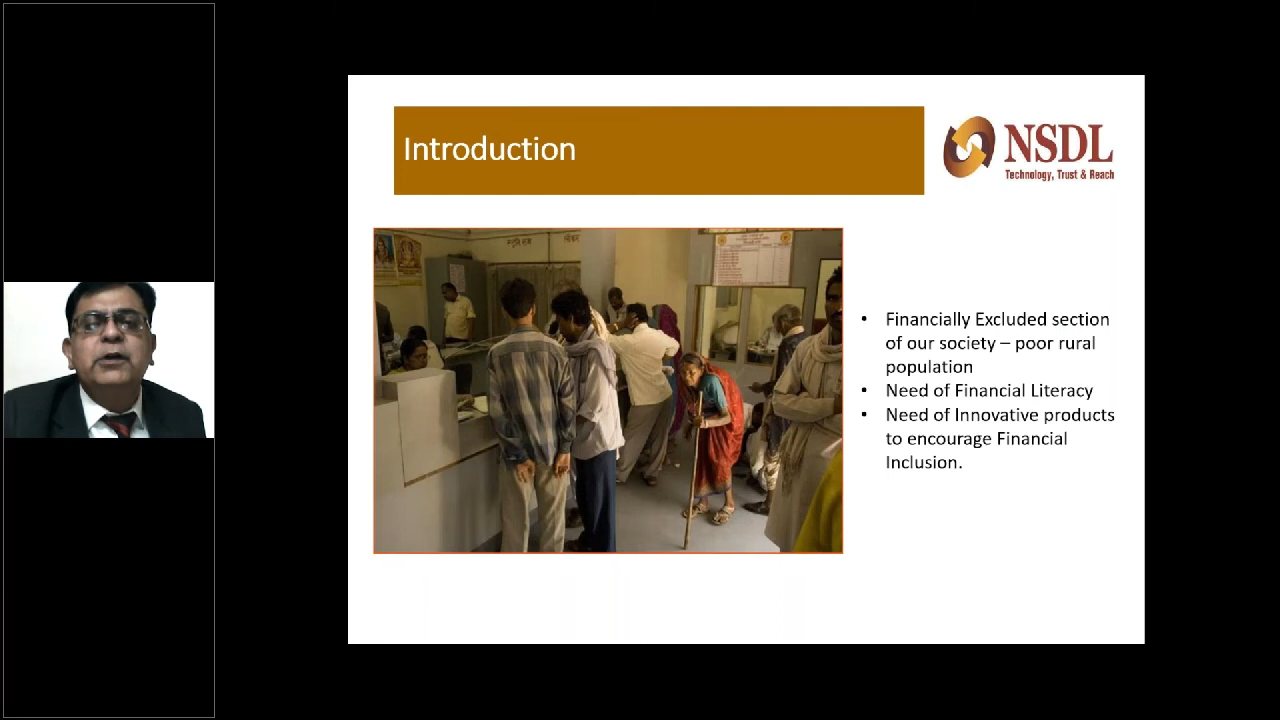 Introduction
NSDL
Technology, Trust & Reach
• Financially Excluded section
of our society – poor rural
population
• Need of Financial Literacy
• Need of Innovative products
to encourage Financial
Inclusion.